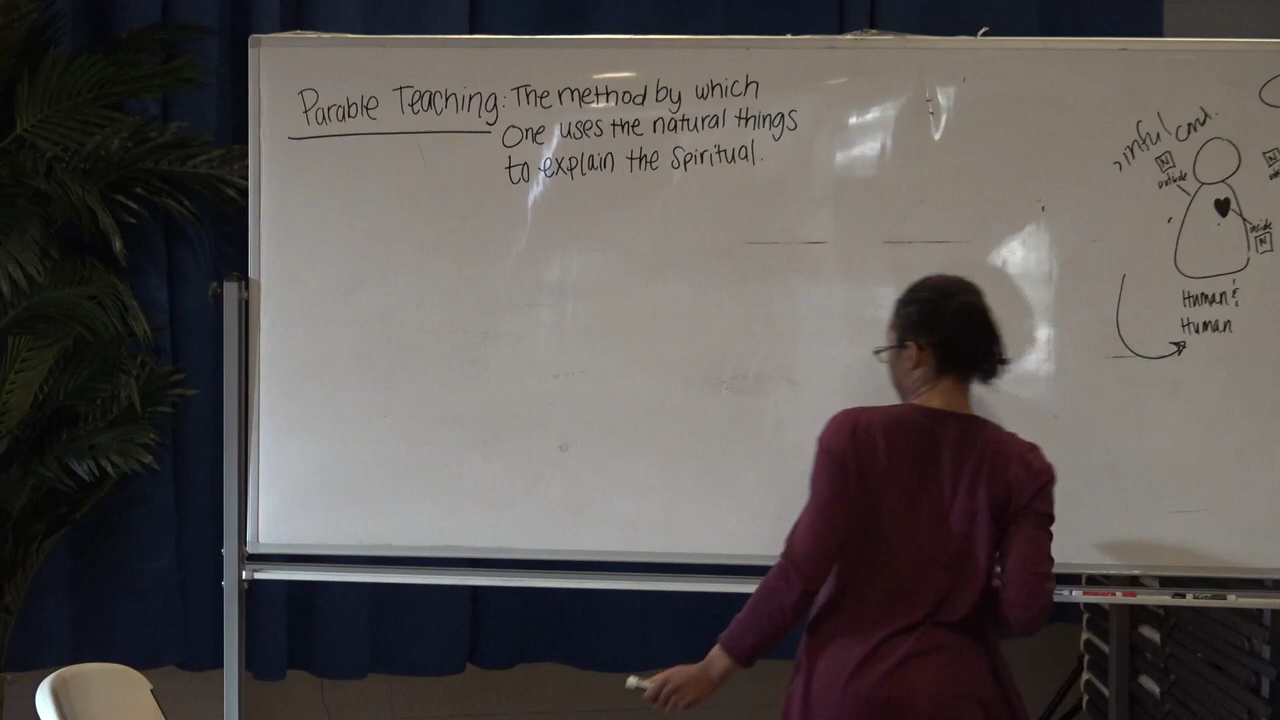 Parable Teaching: The method by which
One uses the natural things
to explain the spiritual.
N
outside
inside
N
Human &
Human
N